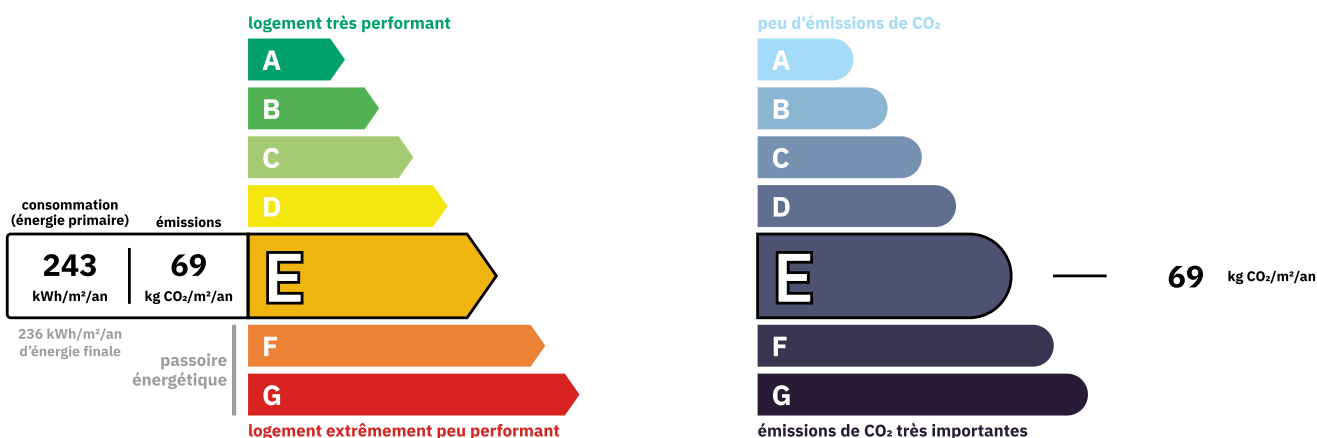 logement très performant
A
B
C
D
consommation
(énergie primaire)
émissions
243
kWh/m²/an
69
kg CO₂/m²/an
E
236 kWh/m²/an
d'énergie finale
passoire
énergétique
F
G
logement extrêmement peu performant
peu d'émissions de CO₂
A
B
C
D
E
69 kg CO₂/m²/an
F
G
émissions de CO₂ très importantes